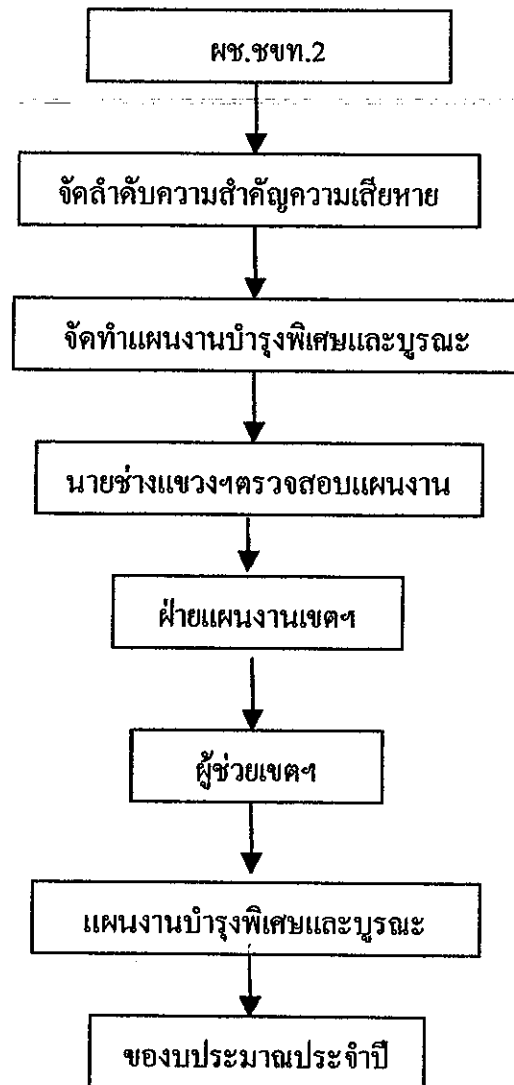 ผช.ชขท.2
จัดลำดับความสำคัญความเสียหาย
จัดทำแผนงานบำรุงพิเศษและบูรณะ
นายช่างแขวงฯตรวจสอบแผนงาน
ฝ่ายแผนงานเขตฯ
ผู้ช่วยเขตฯ
แผนงานบำรุงพิเศษและบูรณะ
ของบประมาณประจำปี